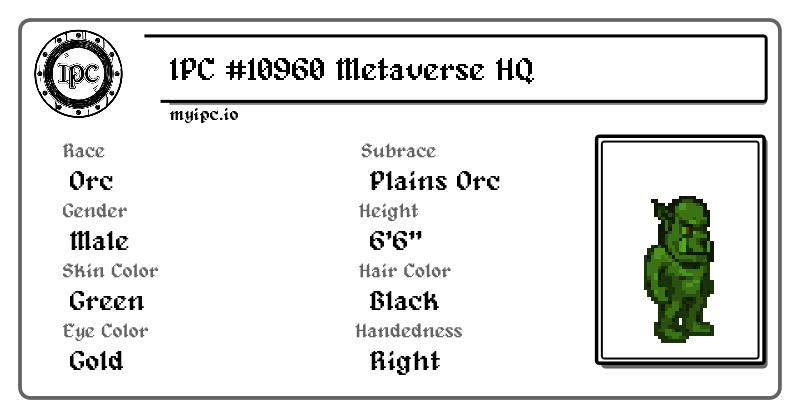 IPC
IPC #10960 Metaverse HQ
myipc.io
Race
Orc
Subrace
Plains Orc
Gender
Male
Height
6'6"
Skin Color
Green
Hair Color
Black
Eye Color
Gold
Handedness
Right